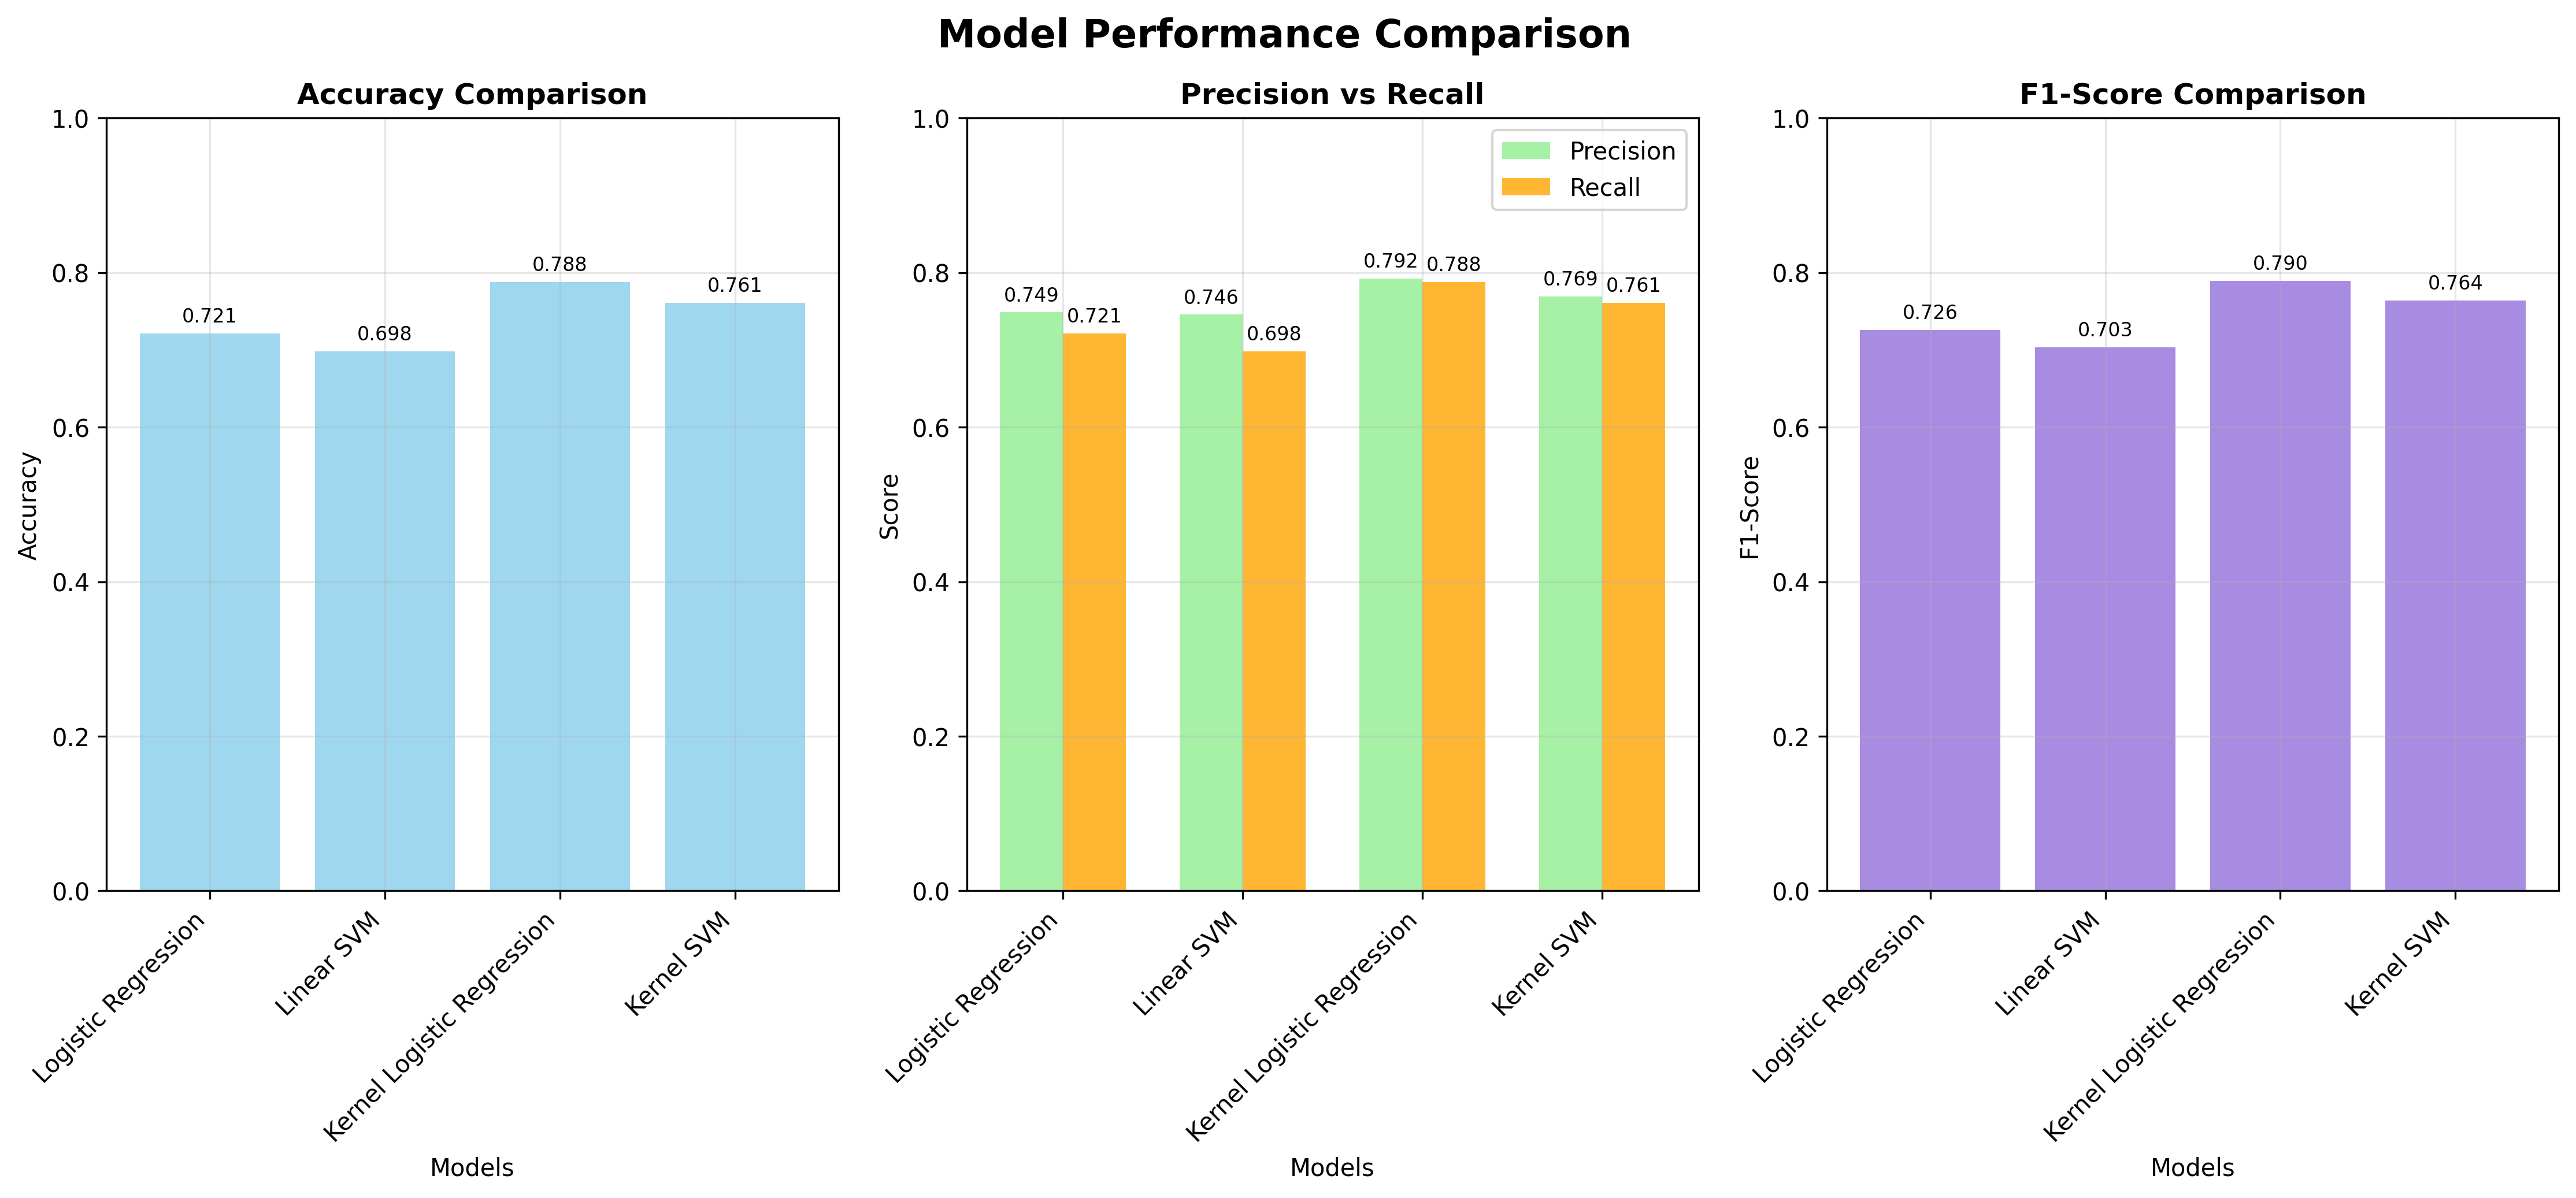 Model Performance Comparison
Accuracy Comparison
1.0
0.8
0.6
0.4
0.2
0.0
Accuracy
0.721
0.698
0.788
0.761
Logistic Regression
Linear SVM
Kernel Logistic Regression
Kernel SVM
Models
Precision vs Recall
1.0
0.8
0.6
0.4
0.2
0.0
Score
Precision
Recall
0.749
0.721
0.746
0.698
0.792
0.788
0.769
0.761
Logistic Regression
Linear SVM
Kernel Logistic Regression
Kernel SVM
Models
F1-Score Comparison
1.0
0.8
0.6
0.4
0.2
0.0
F1-Score
0.726
0.703
0.790
0.764
Logistic Regression
Linear SVM
Kernel Logistic Regression
Kernel SVM
Models